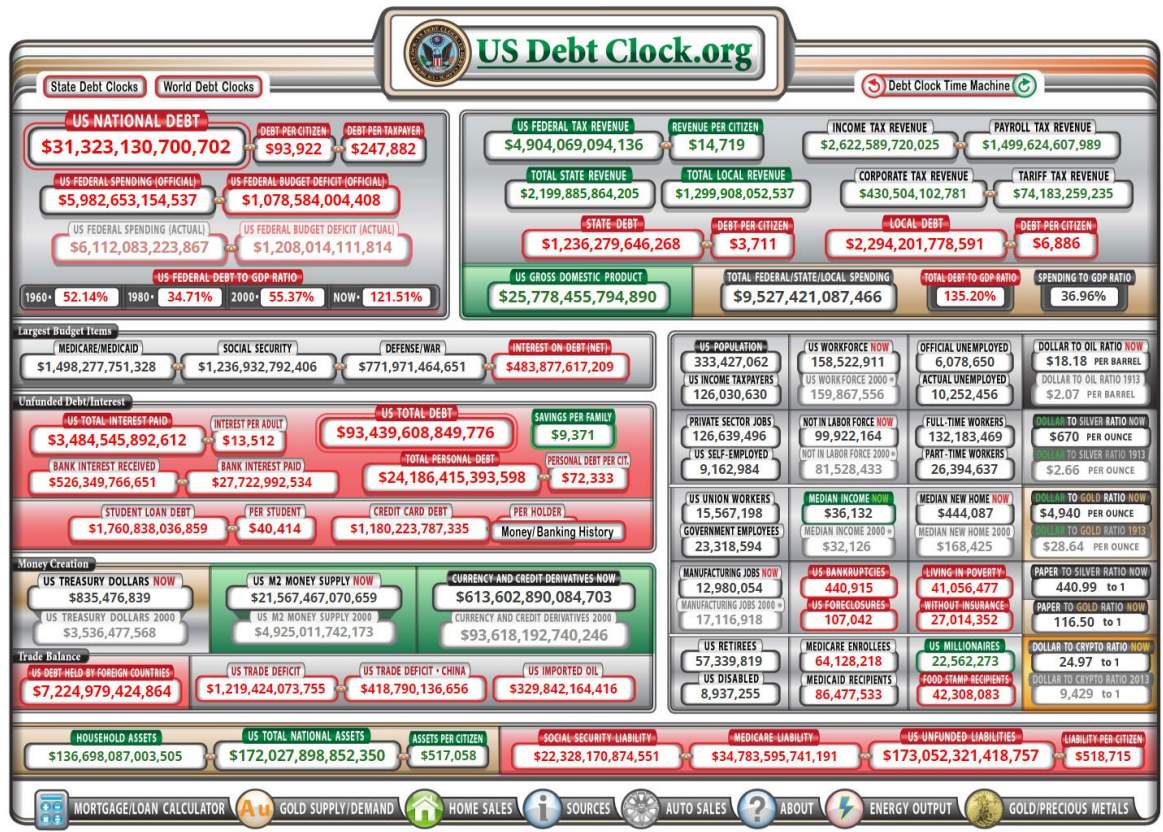 US Debt Clock.org
State Debt Clocks
World Debt Clocks
Debt Clock Time Machine
US NATIONAL DEBT
$31,323,130,700,702
DEBT PER CITIZEN
$93,922
DEBT PER TAXPAYER
$247,882
US FEDERAL SPENDING (OFFICIAL)
$5,982,653,154,537
US FEDERAL BUDGET DEFICIT (OFFICIAL)
$1,078,584,004,408
US FEDERAL SPENDING (ACTUAL)
$6,112,083,223,867
US FEDERAL BUDGET DEFICIT (ACTUAL)
$1,208,014,111,814
US FEDERAL DEBT TO GDP RATIO
1960• 52.14% 1980• 34.71% 2000• 55.37% NOW• 121.51%
US FEDERAL TAX REVENUE
$4,904,069,094,136
REVENUE PER CITIZEN
$14,719
INCOME TAX REVENUE
$2,622,589,720,025
PAYROLL TAX REVENUE
$1,499,624,607,989
TOTAL STATE REVENUE
$2,199,885,864,205
TOTAL LOCAL REVENUE
$1,299,908,052,537
CORPORATE TAX REVENUE
$430,504,102,781
TARIFF TAX REVENUE
$74,183,259,235
STATE DEBT
$1,236,279,646,268
DEBT PER CITIZEN
$3,711
LOCAL DEBT
$2,294,201,778,591
DEBT PER CITIZEN
$6,886
US GROSS DOMESTIC PRODUCT
$25,778,455,794,890
TOTAL FEDERAL/STATE/LOCAL SPENDING
$9,527,421,087,466
TOTAL DEBT TO GDP RATIO
135.20%
SPENDING TO GDP RATIO
36.96%
Largest Budget Items
MEDICARE/MEDICAID
$1,498,277,751,328
SOCIAL SECURITY
$1,236,932,792,406
DEFENSE/WAR
$771,971,464,651
INTEREST ON DEBT (NET)
$483,877,617,209
Unfunded Debt/Interest
US TOTAL INTEREST PAID
$3,484,545,892,612
INTEREST PER ADULT
$13,512
US TOTAL DEBT
$93,439,608,849,776
SAVINGS PER FAMILY
$9,371
BANK INTEREST RECEIVED
$526,349,766,651
BANK INTEREST PAID
$27,722,992,534
TOTAL PERSONAL DEBT
$24,186,415,393,598
PERSONAL DEBT PER CIT.
$72,333
STUDENT LOAN DEBT
$1,760,838,036,859
PER STUDENT
$40,414
CREDIT CARD DEBT
$1,180,223,787,335
PER HOLDER
Money/Banking History
Money Creation
US TREASURY DOLLARS NOW
$835,476,839
US TREASURY DOLLARS 2000
$3,536,477,568
US M2 MONEY SUPPLY NOW
$21,567,467,070,659
US M2 MONEY SUPPLY 2000
$4,925,011,742,173
CURRENCY AND CREDIT DERIVATIVES NOW
$613,602,890,084,703
CURRENCY AND CREDIT DERIVATIVES 2000
$93,618,192,740,246
Trade Balance
US DEBT HELD BY FOREIGN COUNTRIES
$7,224,979,424,864
US TRADE DEFICIT
$1,219,424,073,755
US TRADE DEFICIT • CHINA
$418,790,136,656
US IMPORTED OIL
$329,842,164,416
US POPULATION
333,427,062
US INCOME TAXPAYERS
126,030,630
US WORKFORCE NOW
158,522,911
US WORKFORCE 2000
159,867,556
OFFICIAL UNEMPLOYED
6,078,650
ACTUAL UNEMPLOYED
10,252,456
DOLLAR TO OIL RATIO NOW
$18.18 PER BARREL
DOLLAR TO OIL RATIO 1913
$2.07 PER BARREL
PRIVATE SECTOR JOBS
126,639,496
US SELF-EMPLOYED
9,162,984
NOT IN LABOR FORCE NOW
99,922,164
NOT IN LABOR FORCE 2000
81,528,433
FULL-TIME WORKERS
132,183,469
PART-TIME WORKERS
26,394,637
DOLLAR TO SILVER RATIO NOW
$670 PER OUNCE
DOLLAR TO SILVER RATIO 1913
$2.66 PER OUNCE
US UNION WORKERS
15,567,198
GOVERNMENT EMPLOYEES
23,318,594
MEDIAN INCOME NOW
$36,132
MEDIAN INCOME 2000
$32,126
MEDIAN NEW HOME NOW
$444,087
MEDIAN NEW HOME 2000
$168,425
DOLLAR TO GOLD RATIO NOW
$4,940 PER OUNCE
DOLLAR TO GOLD RATIO 1913
$28.64 PER OUNCE
MANUFACTURING JOBS NOW
12,980,054
MANUFACTURING JOBS 2000
17,116,918
US BANKRUPTCIES
440,915
US FORECLOSURES
107,042
LIVING IN POVERTY
41,056,477
WITHOUT INSURANCE
27,014,352
PAPER TO SILVER RATIO NOW
440.99 to 1
PAPER TO GOLD RATIO NOW
116.50 to 1
US RETIREES
57,339,819
US DISABLED
8,937,255
MEDICARE ENROLLEES
64,128,218
MEDICAID RECIPIENTS
86,477,533
US MILLIONAIRES
22,562,273
FOOD STAMP RECIPIENTS
42,308,083
DOLLAR TO CRYPTO RATIO NOW
24.97 to 1
DOLLAR TO CRYPTO RATIO 2013
9,429 to 1
HOUSEHOLD ASSETS
$136,698,087,003,505
US TOTAL NATIONAL ASSETS
$172,027,898,852,350
ASSETS PER CITIZEN
$517,058
SOCIAL SECURITY LIABILITY
$22,328,170,874,551
MEDICARE LIABILITY
$34,783,595,741,191
US UNFUNDED LIABILITIES
$173,052,321,418,757
LIABILITY PER CITIZEN
$518,715
MORTGAGE/LOAN CALCULATOR
Au GOLD SUPPLY/DEMAND
HOME SALES
i SOURCES
AUTO SALES
? ABOUT
ENERGY OUTPUT
GOLD/PRECIOUS METALS